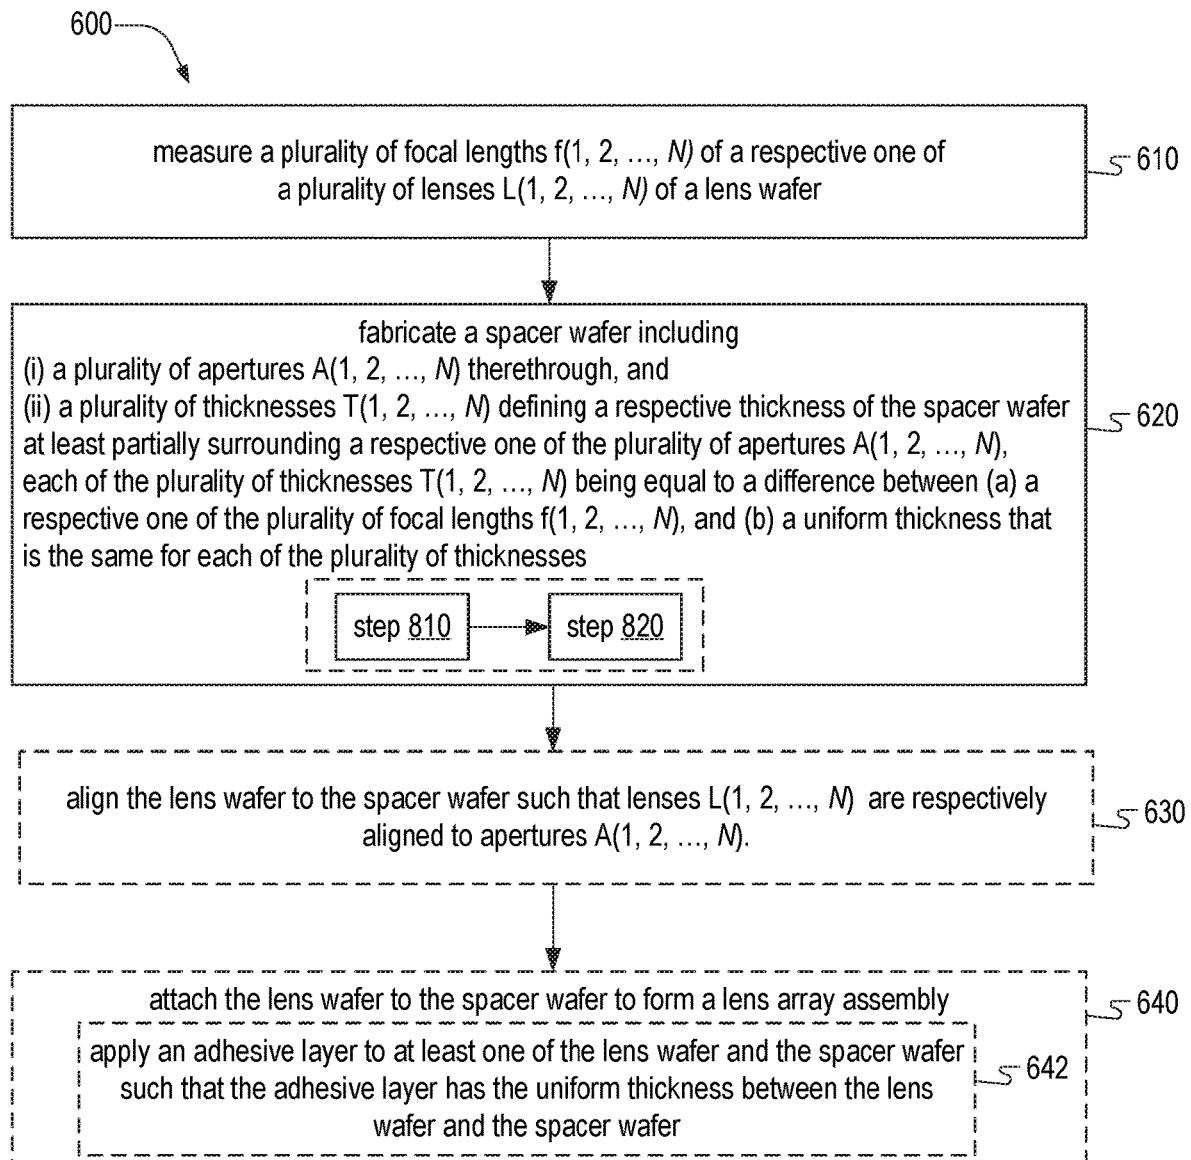 600
measure a plurality of focal lengths f(1, 2, …, N) of a respective one of
a plurality of lenses L(1, 2, …, N) of a lens wafer
610
fabricate a spacer wafer including
(i) a plurality of apertures A(1, 2, …, N) therethrough, and
(ii) a plurality of thicknesses T(1, 2, …, N) defining a respective thickness of the spacer wafer
at least partially surrounding a respective one of the plurality of apertures A(1, 2, …, N),
each of the plurality of thicknesses T(1, 2, …, N) being equal to a difference between (a) a
respective one of the plurality of focal lengths f(1, 2, …, N), and (b) a uniform thickness that
is the same for each of the plurality of thicknesses
620
step 810
step 820
align the lens wafer to the spacer wafer such that lenses L(1, 2, …, N) are respectively
aligned to apertures A(1, 2, …, N).
630
attach the lens wafer to the spacer wafer to form a lens array assembly
640
apply an adhesive layer to at least one of the lens wafer and the spacer wafer
such that the adhesive layer has the uniform thickness between the lens
wafer and the spacer wafer
642